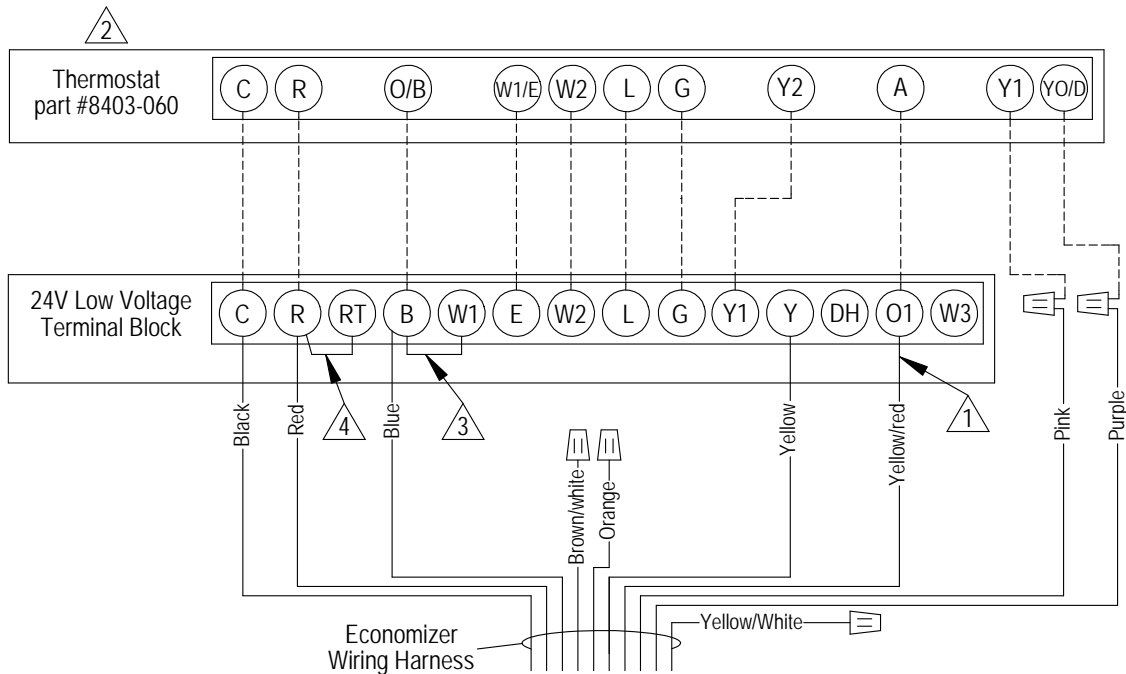 2
Thermostat
part #8403-060
C R O/B W1/E W2 L G Y2 A Y1 YO/D
24V Low Voltage
Terminal Block
C R RT B W1 E W2 L G Y1 Y DH O1 W3
4
3
1
Black
Red
Blue
Brown/white
Orange
Yellow
Yellow/red
Pink
Purple
Yellow/White
Economizer
Wiring Harness